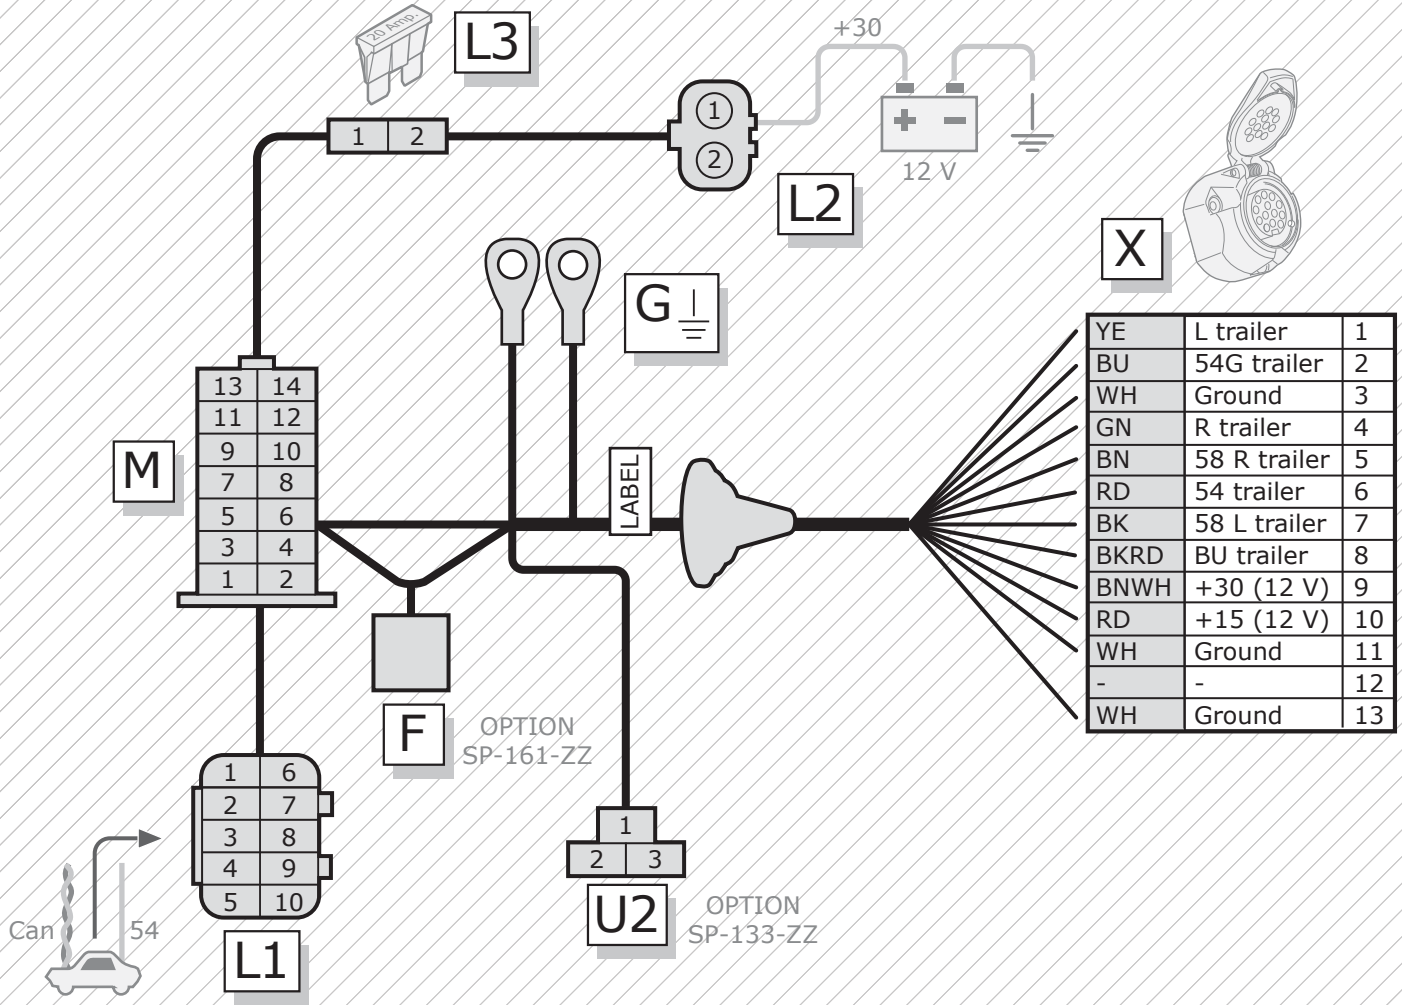 20 Amp.
L3
1 2
1
2
+30
+ -
12 V
L2
X
G
M
13 14
11 12
9 10
7 8
5 6
3 4
1 2
LABEL
YE L trailer 1
BU 54G trailer 2
WH Ground 3
GN R trailer 4
BN 58 R trailer 5
RD 54 trailer 6
BK 58 L trailer 7
BKRD BU trailer 8
BNWH +30 (12 V) 9
RD +15 (12 V) 10
WH Ground 11
- - 12
WH Ground 13
F
OPTION
SP-161-ZZ
1 6
2 7
3 8
4 9
5 10
L1
Can
54
1
2 3
U2
OPTION
SP-133-ZZ